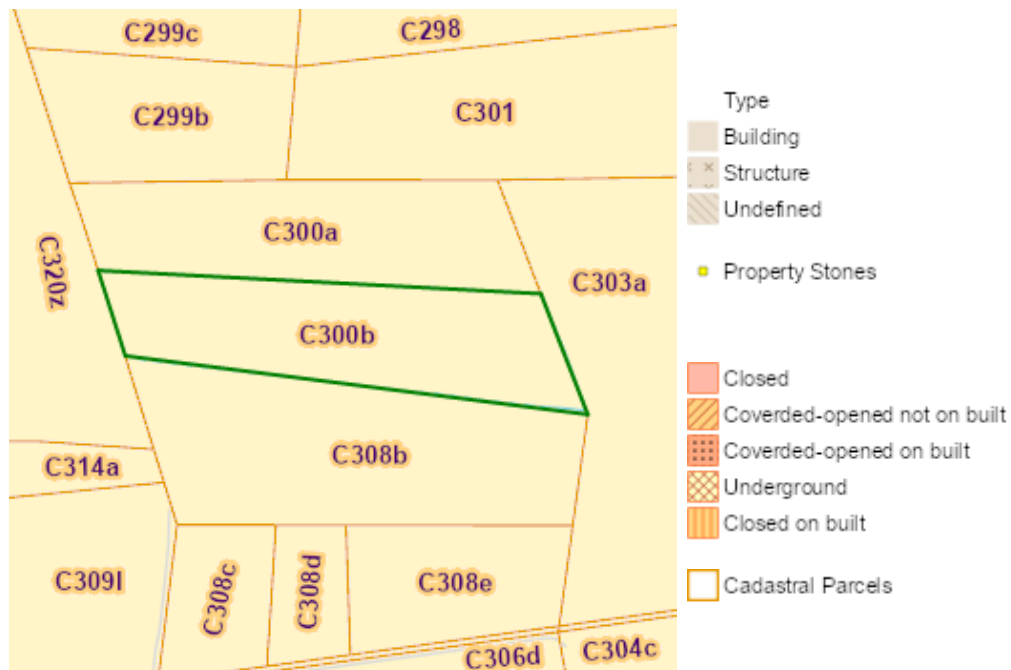 C299c
C298
C299b
C301
C300a
C320z
C303a
C300b
C308b
C314a
C309l
C308c
C308d
C308e
C306d
C304c
Type
Building
Structure
Undefined
Property Stones
Closed
Coverded-opened not on built
Coverded-opened on built
Underground
Closed on built
Cadastral Parcels